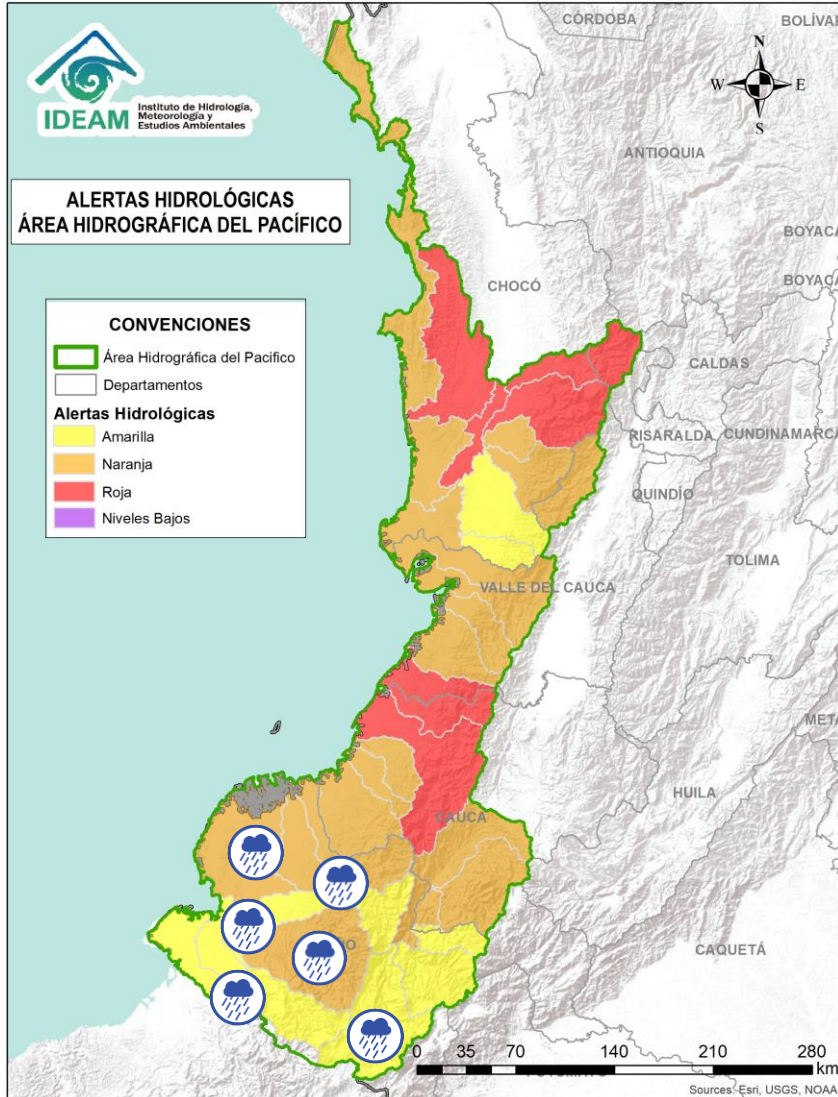 CÓRDOBA
BOLÍVAR
IDEAM
Instituto de Hidrología,
Meteorología y
Estudios Ambientales
N
W
E
S
ANTIOQUIA
ALERTAS HIDROLÓGICAS
ÁREA HIDROGRÁFICA DEL PACÍFICO
BOYACÁ
BOYACÁ
CHOCÓ
CONVENCIONES
Área Hidrográfica del Pacifico
Departamentos
Alertas Hidrológicas
Amarilla
Naranja
Roja
Niveles Bajos
CALDAS
RISARALDA
CUNDINAMARCA
QUINDÍO
TOLIMA
VALLE DEL CAUCA
META
HUILA
CAUCA
CAQUETÁ
0 35 70 140 210 280
km
Sources: Esri, USGS, NOAA